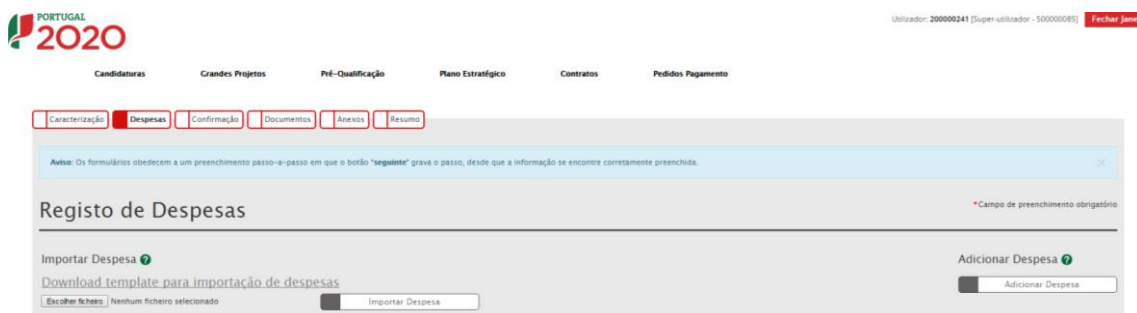 PORTUGAL
2020
Utilizador: 200000241 [Super-utilizador - 500000085] Fechar Jane
Candidaturas Grandes Projetos Pré-Qualificação Plano Estratégico Contratos Pedidos Pagamento
Caracterização Despesas Confirmação Documentos Anexos Resumo
Aviso: Os formulários obedecem a um preenchimento passo-a-passo em que o botão "seguinte" grava o passo, desde que a informação se encontre corretamente preenchida.
Registo de Despesas
*Campo de preenchimento obrigatório
Importar Despesa
Adicionar Despesa
Download template para importação de despesas
Adicionar Despesa
Escolher ficheiro Nenhum ficheiro selecionado Importar Despesa